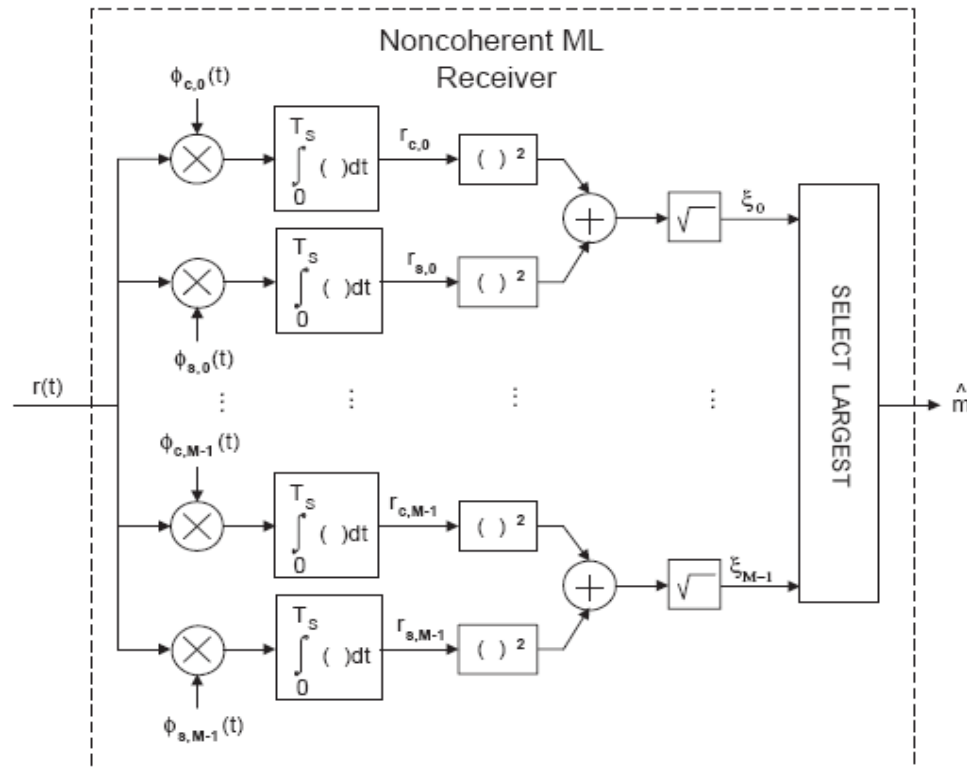 Noncoherent ML
Receiver
ϕc,0(t)
TS
∫ ( )dt
0
rc,0
( ) ²
+
√
ξ0
TS
∫ ( )dt
0
rs,0
( ) ²
ϕs,0(t)
r(t)
SELECT LARGEST
m̂
ϕc,M-1(t)
TS
∫ ( )dt
0
rc,M-1
( ) ²
+
√
ξM-1
TS
∫ ( )dt
0
rs,M-1
( ) ²
ϕs,M-1(t)